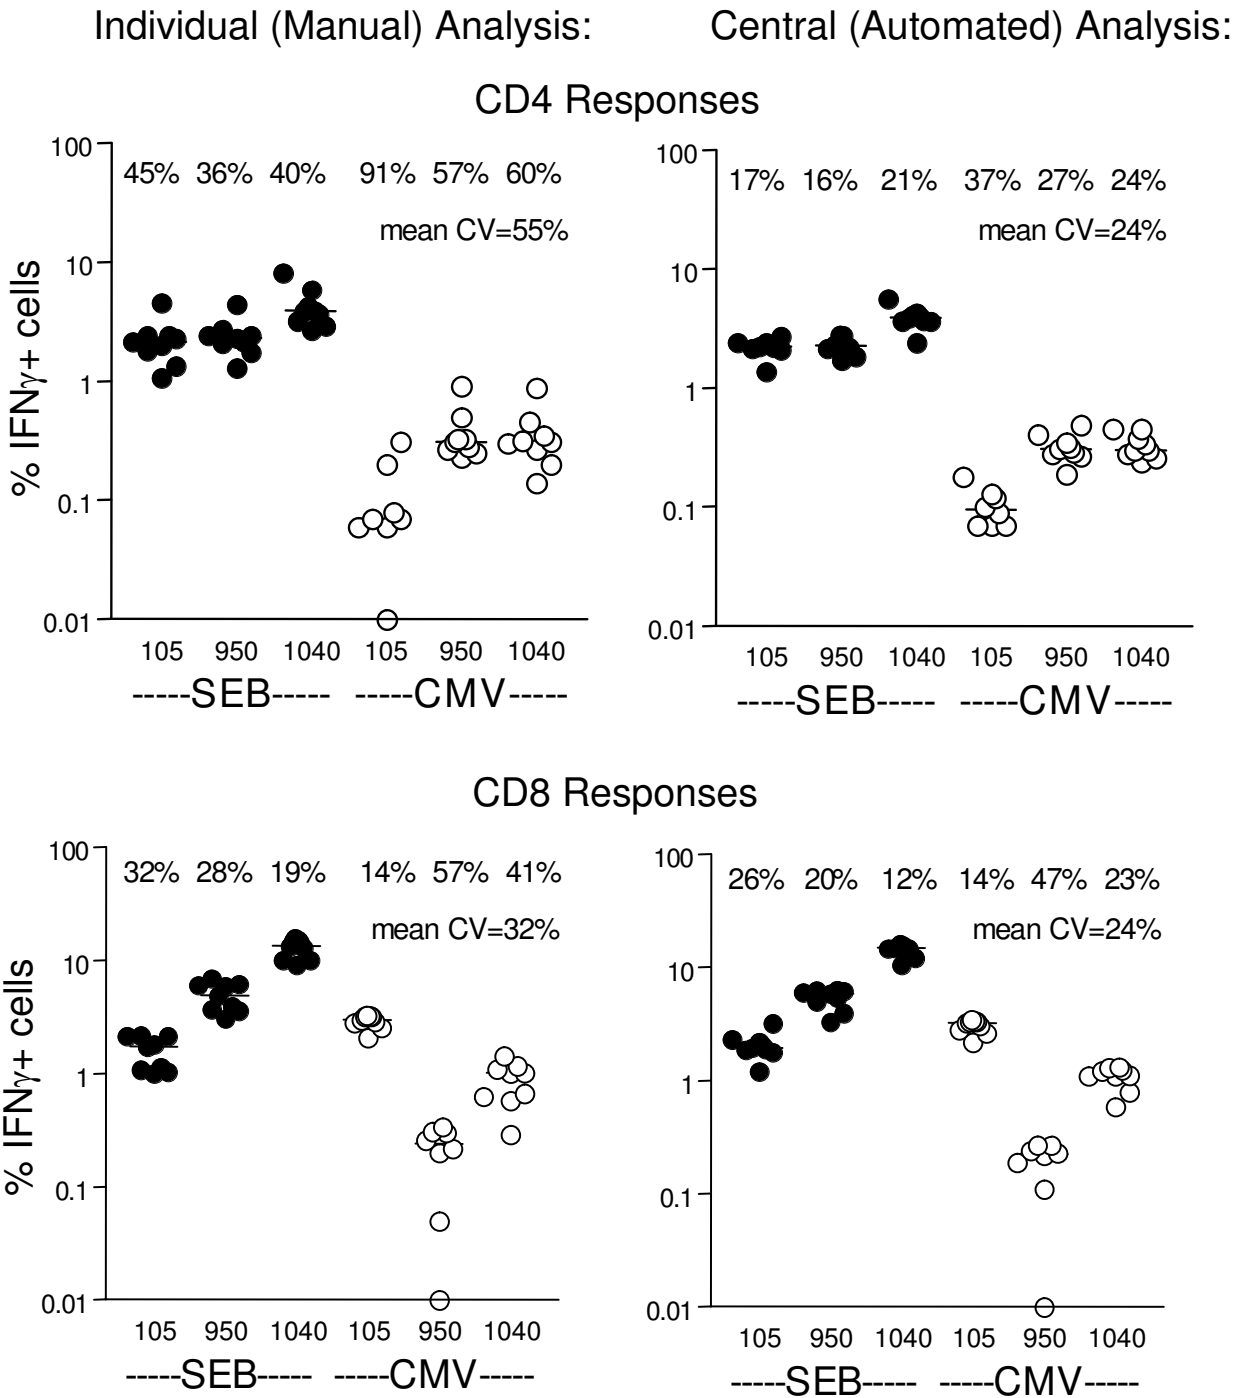 Individual (Manual) Analysis: Central (Automated) Analysis:
CD4 Responses
100
45% 36% 40% 91% 57% 60%
mean CV=55%
10
1
0.1
0.01
% IFNγ+ cells
105 950 1040 105 950 1040
-----SEB----- -----CMV-----
100
17% 16% 21% 37% 27% 24%
mean CV=24%
10
1
0.1
0.01
105 950 1040 105 950 1040
-----SEB----- -----CMV-----
CD8 Responses
100
32% 28% 19% 14% 57% 41%
mean CV=32%
10
1
0.1
0.01
% IFNγ+ cells
105 950 1040 105 950 1040
-----SEB----- -----CMV-----
100
26% 20% 12% 14% 47% 23%
mean CV=24%
10
1
0.1
0.01
105 950 1040 105 950 1040
-----SEB----- -----CMV-----